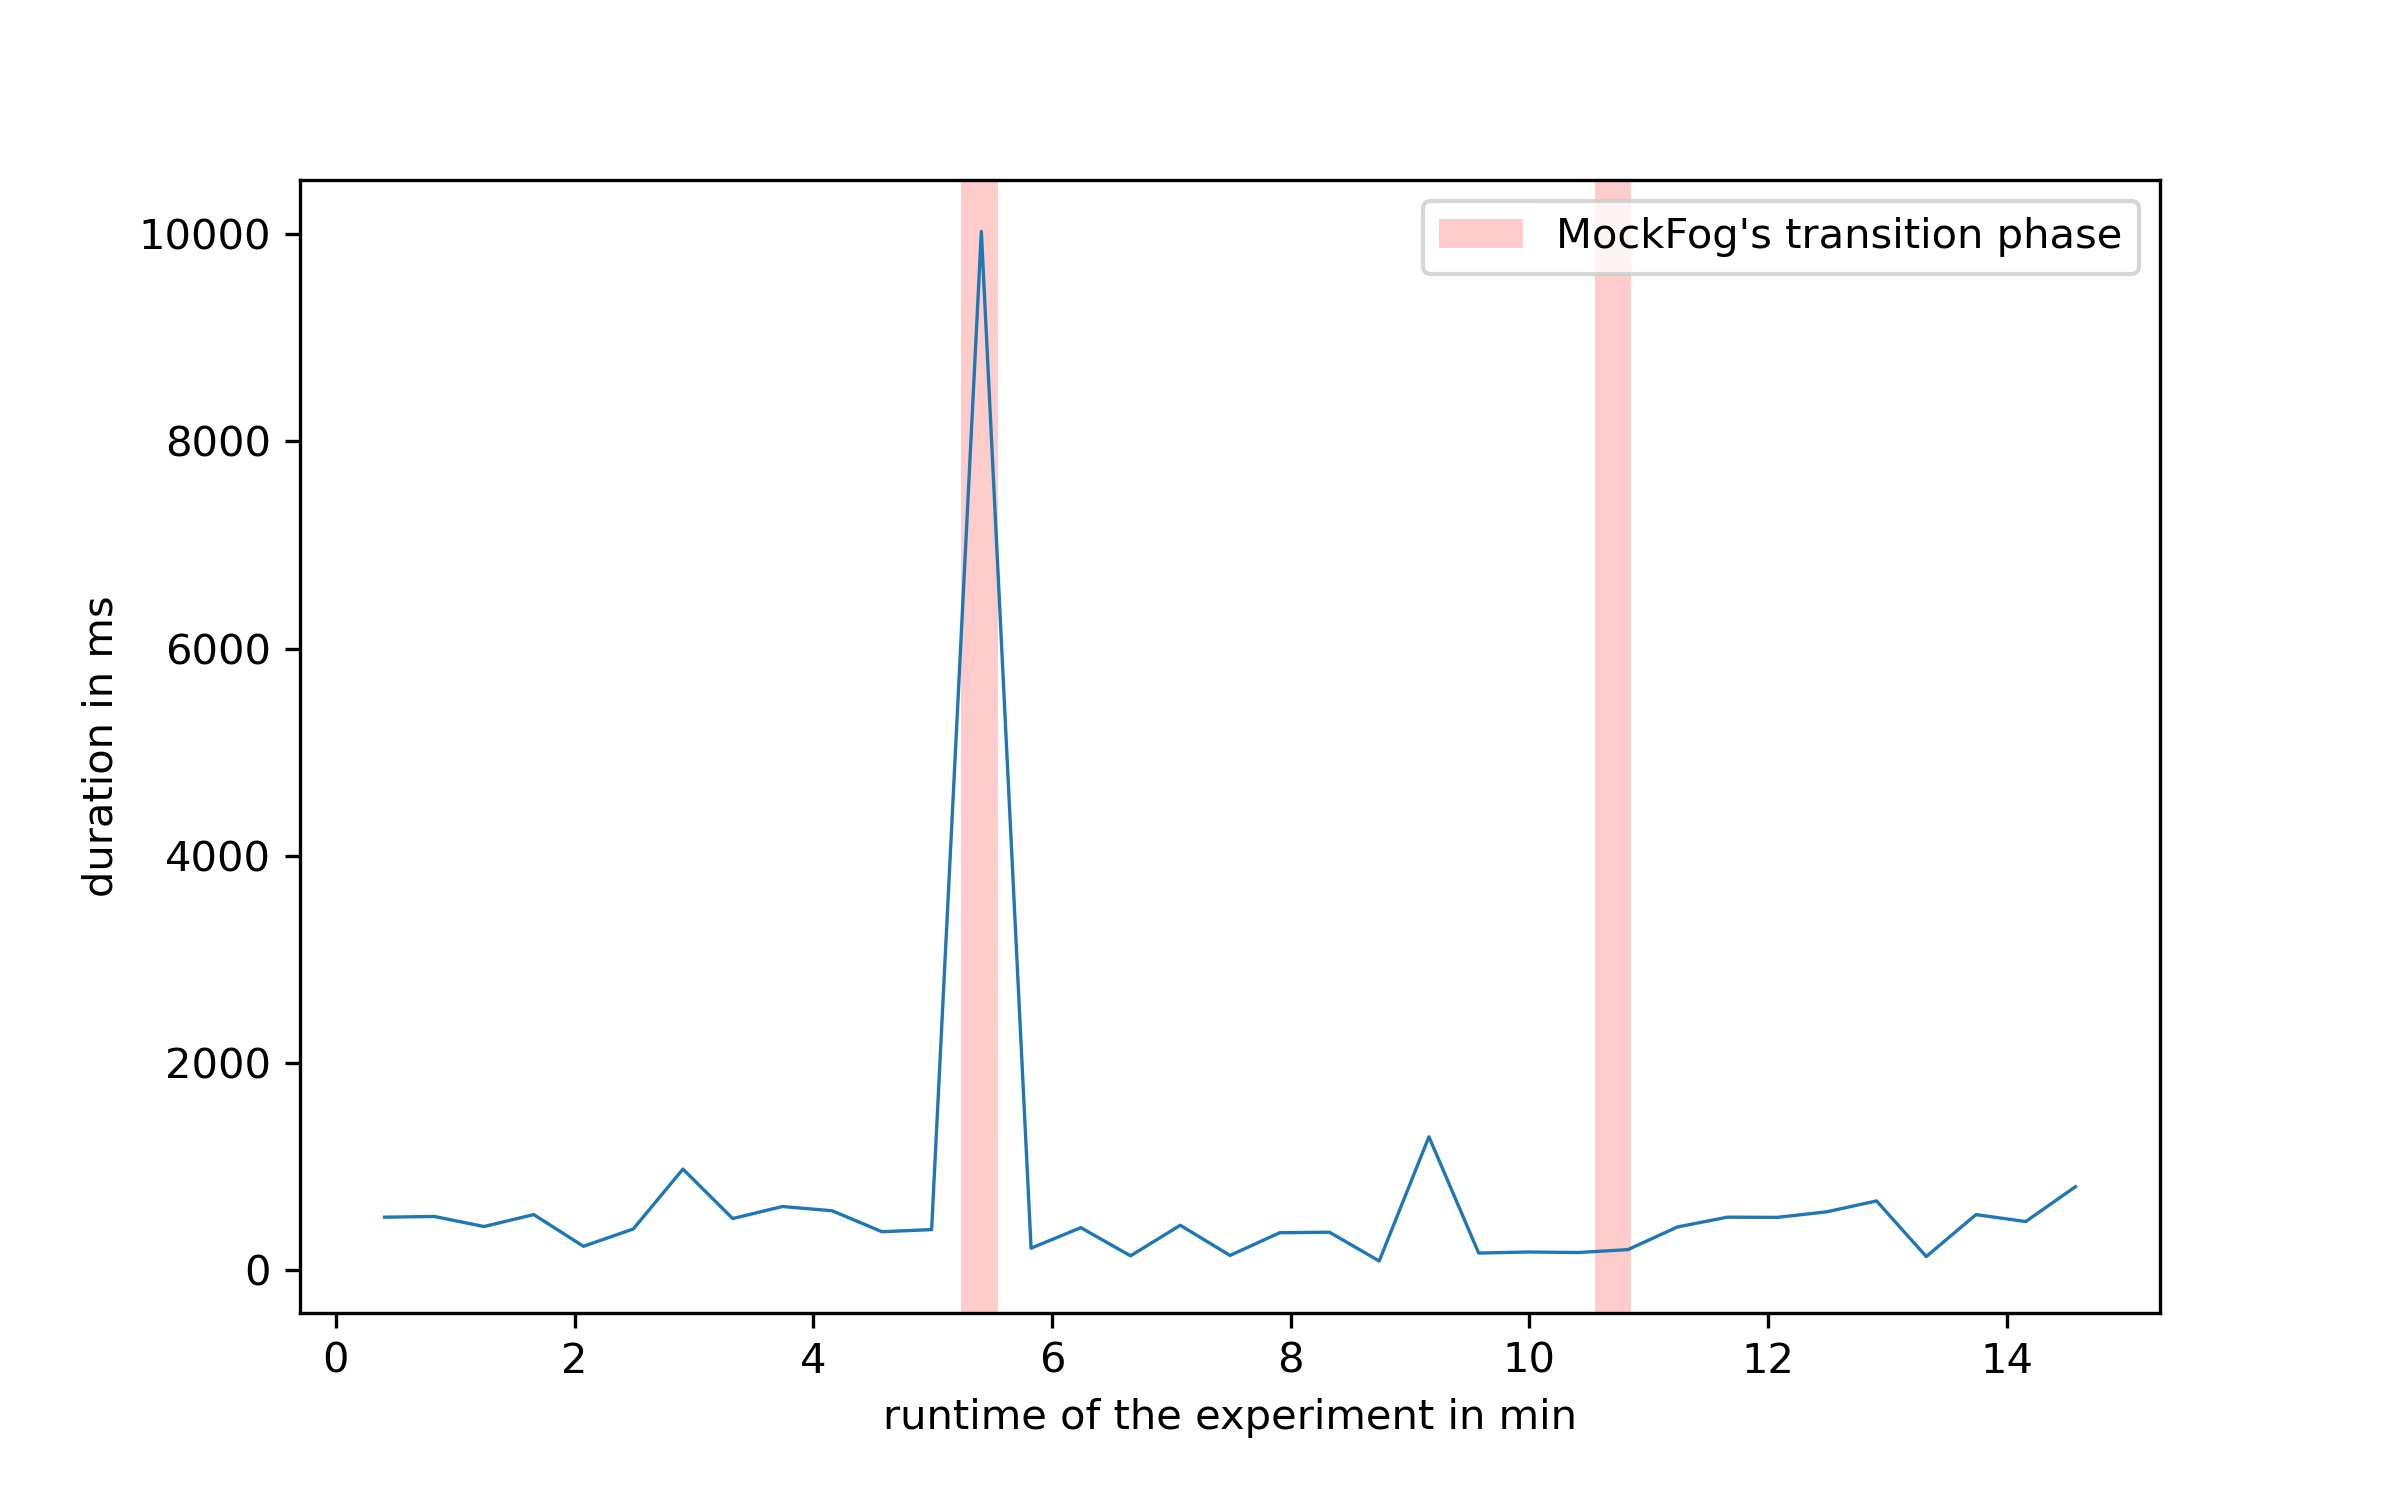 MockFog's transition phase
10000
8000
6000
4000
2000
0
duration in ms
0 2 4 6 8 10 12 14
runtime of the experiment in min